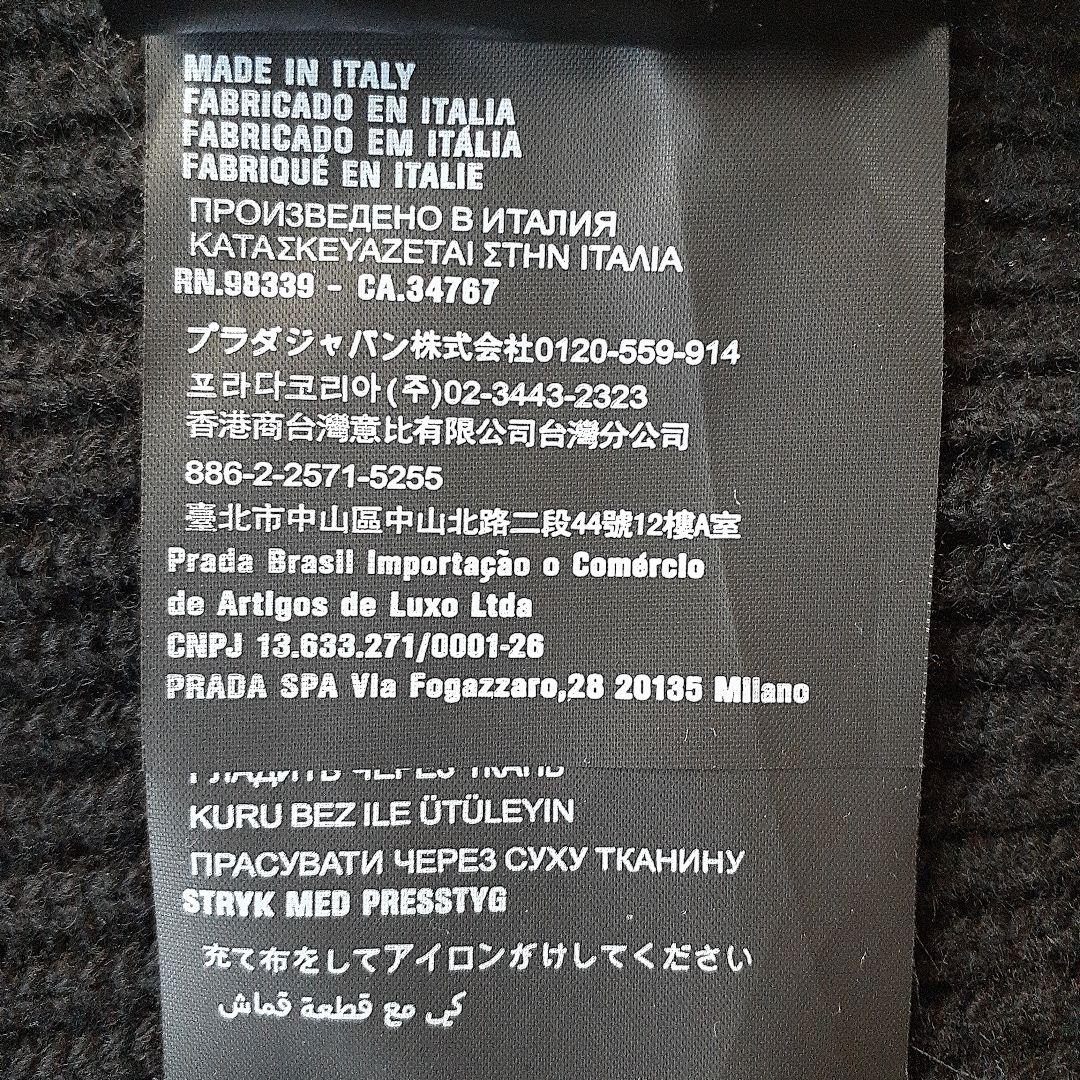 MADE IN ITALY
FABRICADO EN ITALIA
FABRICADO EM ITÁLIA
FABRIQUÉ EN ITALIE
ПРОИЗВЕДЕНО В ИТАЛИЯ
ΚΑΤΑΣΚΕΥΑΖΕΤΑΙ ΣΤΗΝ ΙΤΑΛΙΑ
RN.98339 - CA.34767
プラダジャパン株式会社0120-559-914
프라다코리아(주)02-3443-2323
香港商台灣意比有限公司台灣分公司
886-2-2571-5255
臺北市中山區中山北路二段44號12樓A室
Prada Brasil Importação o Comércio
de Artigos de Luxo Ltda
CNPJ 13.633.271/0001-26
PRADA SPA Via Fogazzaro,28 20135 Milano
ГЛАДИТЬ ЧЕРЕЗ ТКАНЬ
KURU BEZ ILE ÜTÜLEYIN
ПРАСУВАТИ ЧЕРЕЗ СУХУ ТКАНИНУ
STRYK MED PRESSTYG
充て布をしてアイロンがけしてください
كي مع قطعة قماش